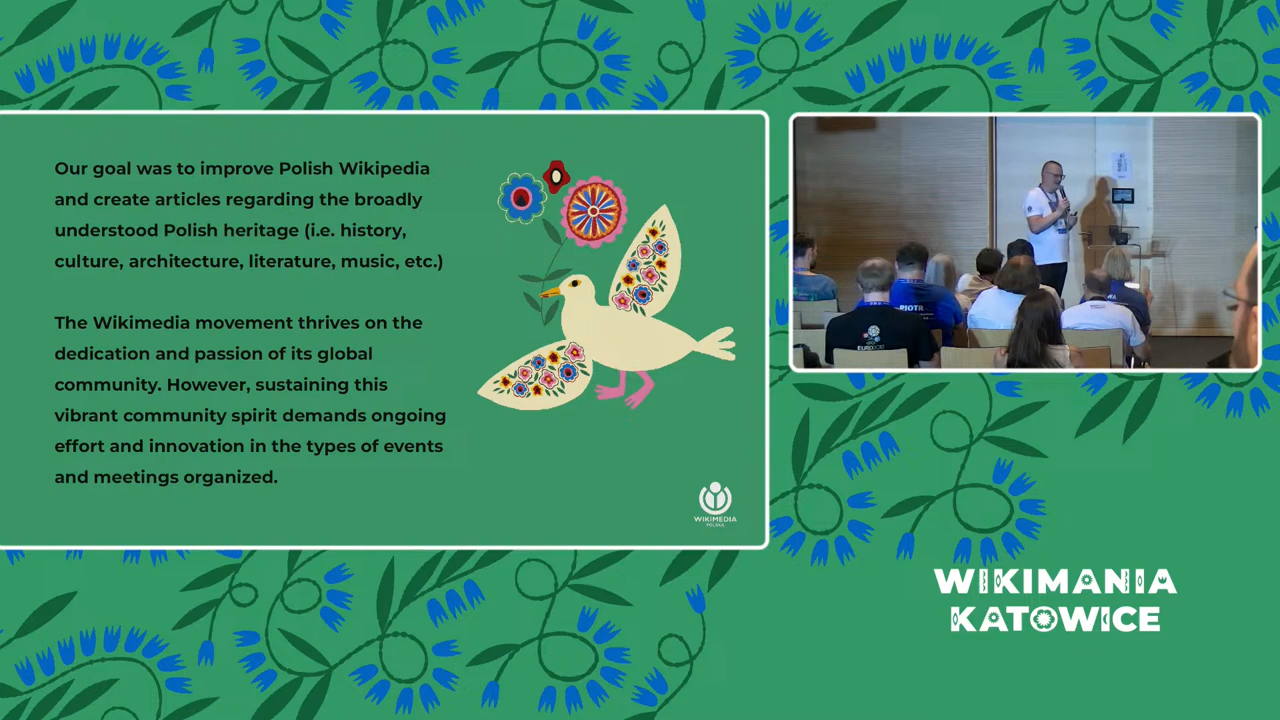 Our goal was to improve Polish Wikipedia
and create articles regarding the broadly
understood Polish heritage (i.e. history,
culture, architecture, literature, music, etc.)
The Wikimedia movement thrives on the
dedication and passion of its global
community. However, sustaining this
vibrant community spirit demands ongoing
effort and innovation in the types of events
and meetings organized.
WIKIMEDIA
POLSKA
PIOTR
WIKIMANIA
KATOWICE